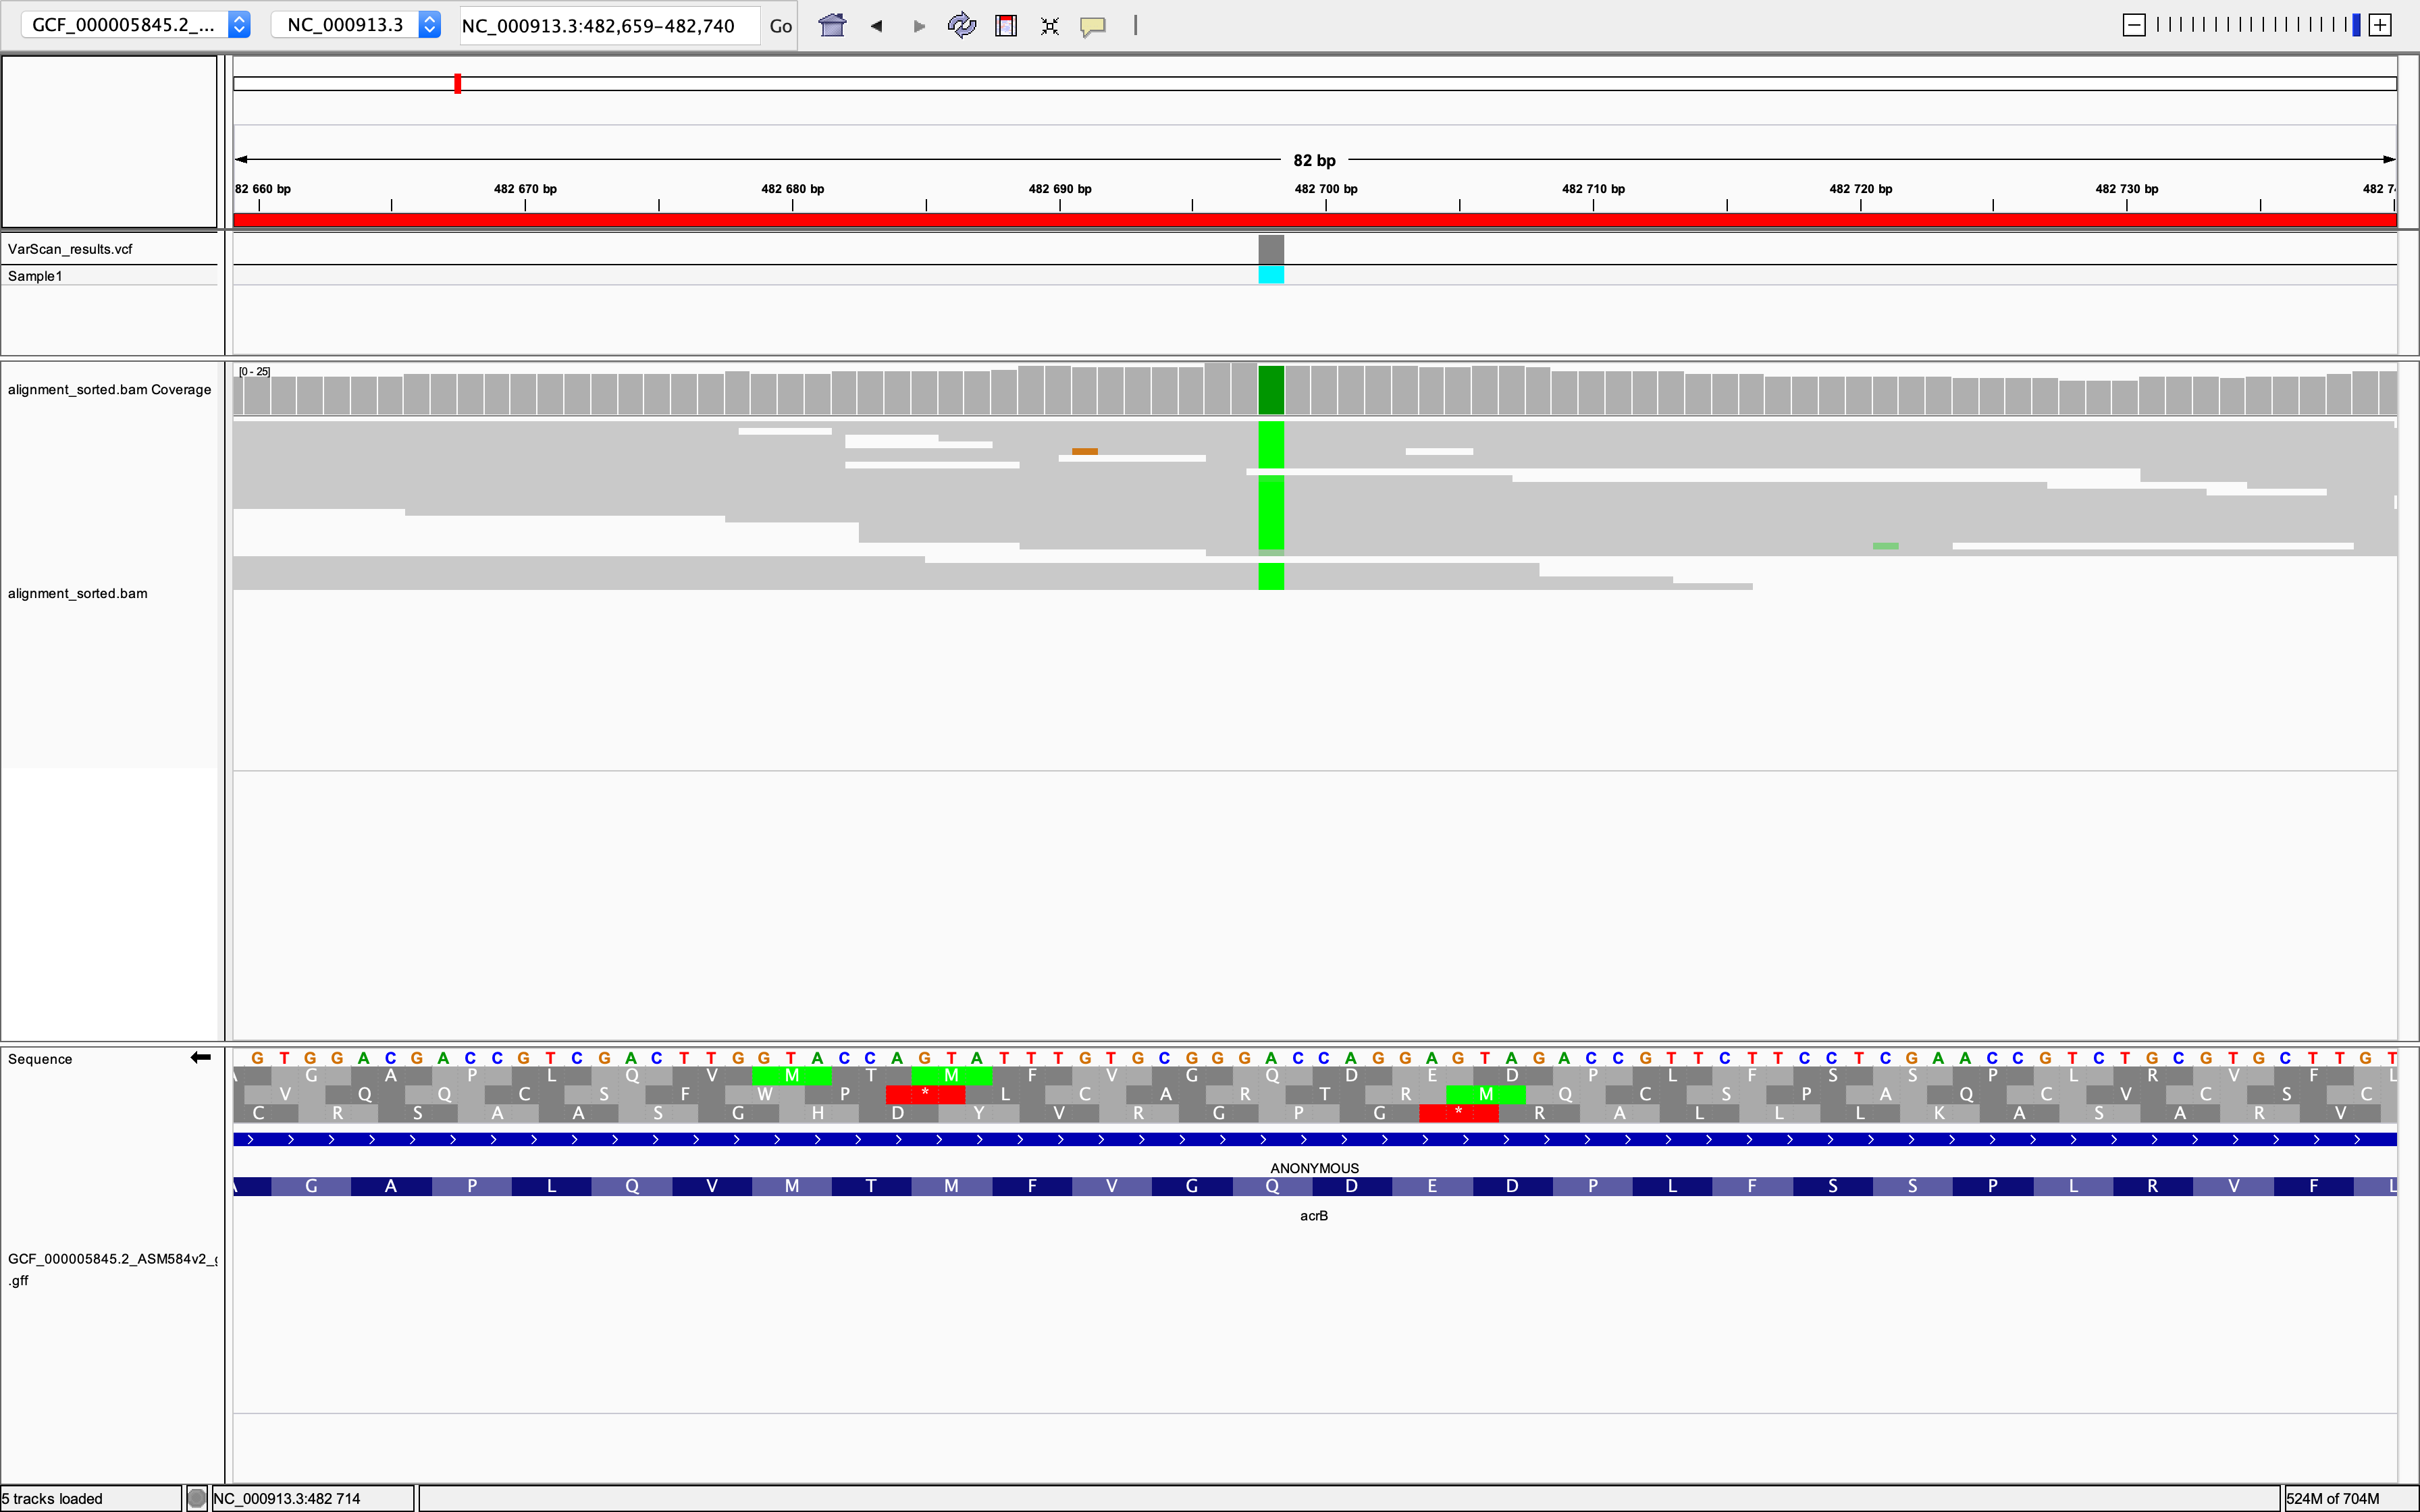 GCF_000005845.2_...
NC_000913.3
NC_000913.3:482,659-482,740
Go
82 bp
82 660 bp 482 670 bp 482 680 bp 482 690 bp 482 700 bp 482 710 bp 482 720 bp 482 730 bp 482 74
VarScan_results.vcf
Sample1
[0 - 25]
alignment_sorted.bam Coverage
alignment_sorted.bam
Sequence
G T G G A C G A C C G T C G A C T T G G T A C C A G T A T T T G T G C G G G A C C A G G A G T A G A C C G T T C T T C C T C G A A C C G T C T G C G T G C T T G T
G A P L Q V M T M F V G Q D E D P L F S S P L R V F L
V Q Q C S F W P * L C A R T R M Q C S P A Q C V C S C
C R S A A S G H D Y V R G P G * R A L L L K A S A R V
ANONYMOUS
G A P L Q V M T M F V G Q D E D P L F S S P L R V F L
acrB
GCF_000005845.2_ASM584v2_g
.gff
5 tracks loaded
NC_000913.3:482 714
524M of 704M